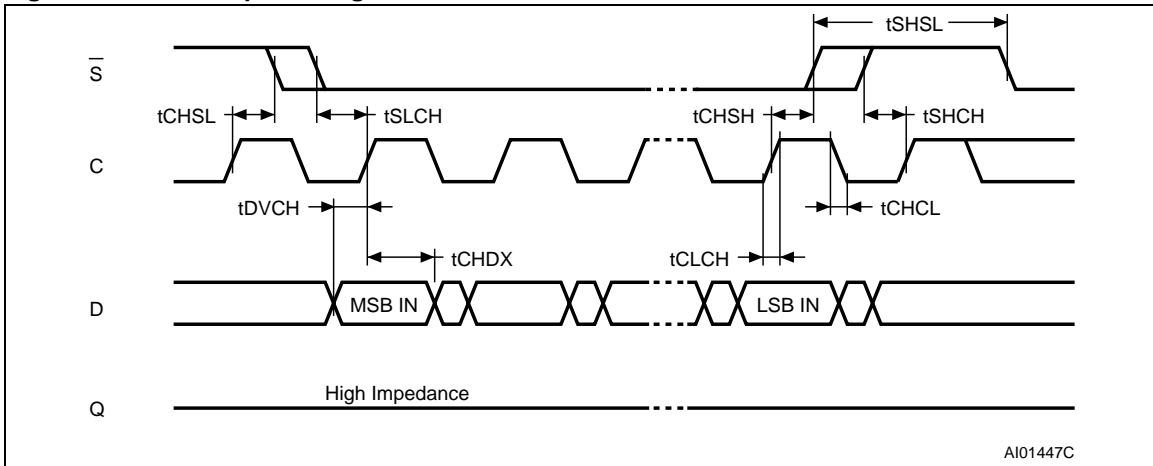 tSHSL
S
tCHSL
tSLCH
tCHSH
tSHCH
C
tDVCH
tCHCL
tCHDX
tCLCH
D
MSB IN
LSB IN
High Impedance
Q
AI01447C